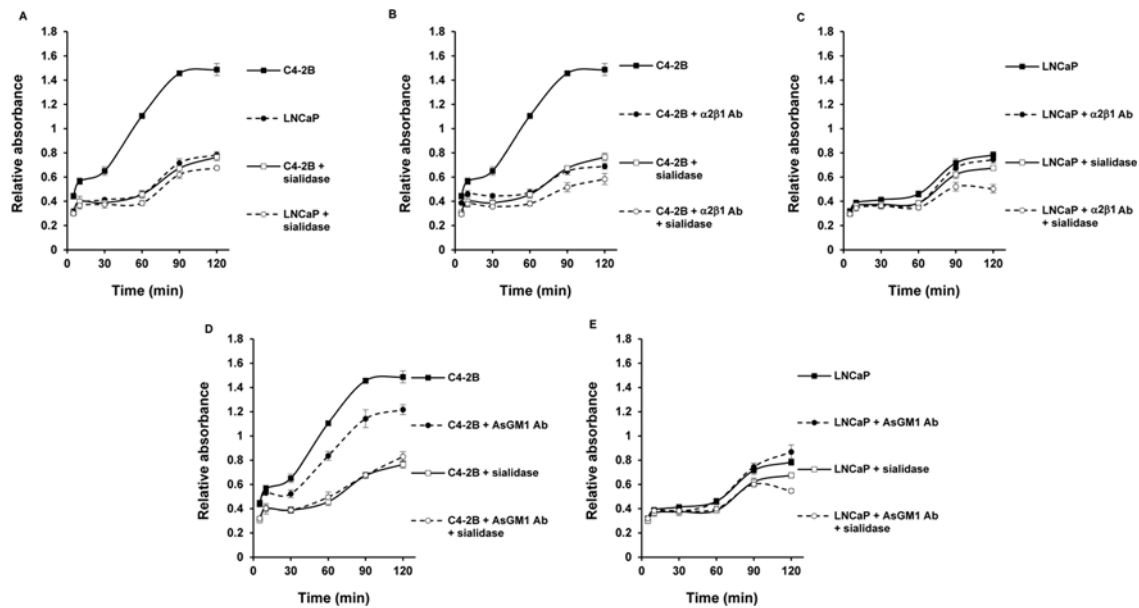 A
Relative absorbance
1.8
1.6
1.4
1.2
1
0.8
0.6
0.4
0.2
0
0
30
60
90
120
Time (min)
C4-2B
LNCaP
C4-2B +
sialidase
LNCaP +
sialidase
B
Relative absorbance
1.8
1.6
1.4
1.2
1
0.8
0.6
0.4
0.2
0
0
30
60
90
120
Time (min)
C4-2B
C4-2B + α2β1 Ab
C4-2B +
sialidase
C4-2B + α2β1 Ab
+ sialidase
C
Relative absorbance
1.8
1.6
1.4
1.2
1
0.8
0.6
0.4
0.2
0
0
30
60
90
120
Time (min)
LNCaP
LNCaP + α2β1 Ab
LNCaP + sialidase
LNCaP + α2β1 Ab
+ sialidase
D
Relative absorbance
1.8
1.6
1.4
1.2
1
0.8
0.6
0.4
0.2
0
0
30
60
90
120
Time (min)
C4-2B
C4-2B + AsGM1 Ab
C4-2B + sialidase
C4-2B + AsGM1 Ab
+ sialidase
E
Relative absorbance
1.8
1.6
1.4
1.2
1
0.8
0.6
0.4
0.2
0
0
30
60
90
120
Time (min)
LNCaP
LNCaP + AsGM1 Ab
LNCaP + sialidase
LNCaP + AsGM1 Ab
+ sialidase